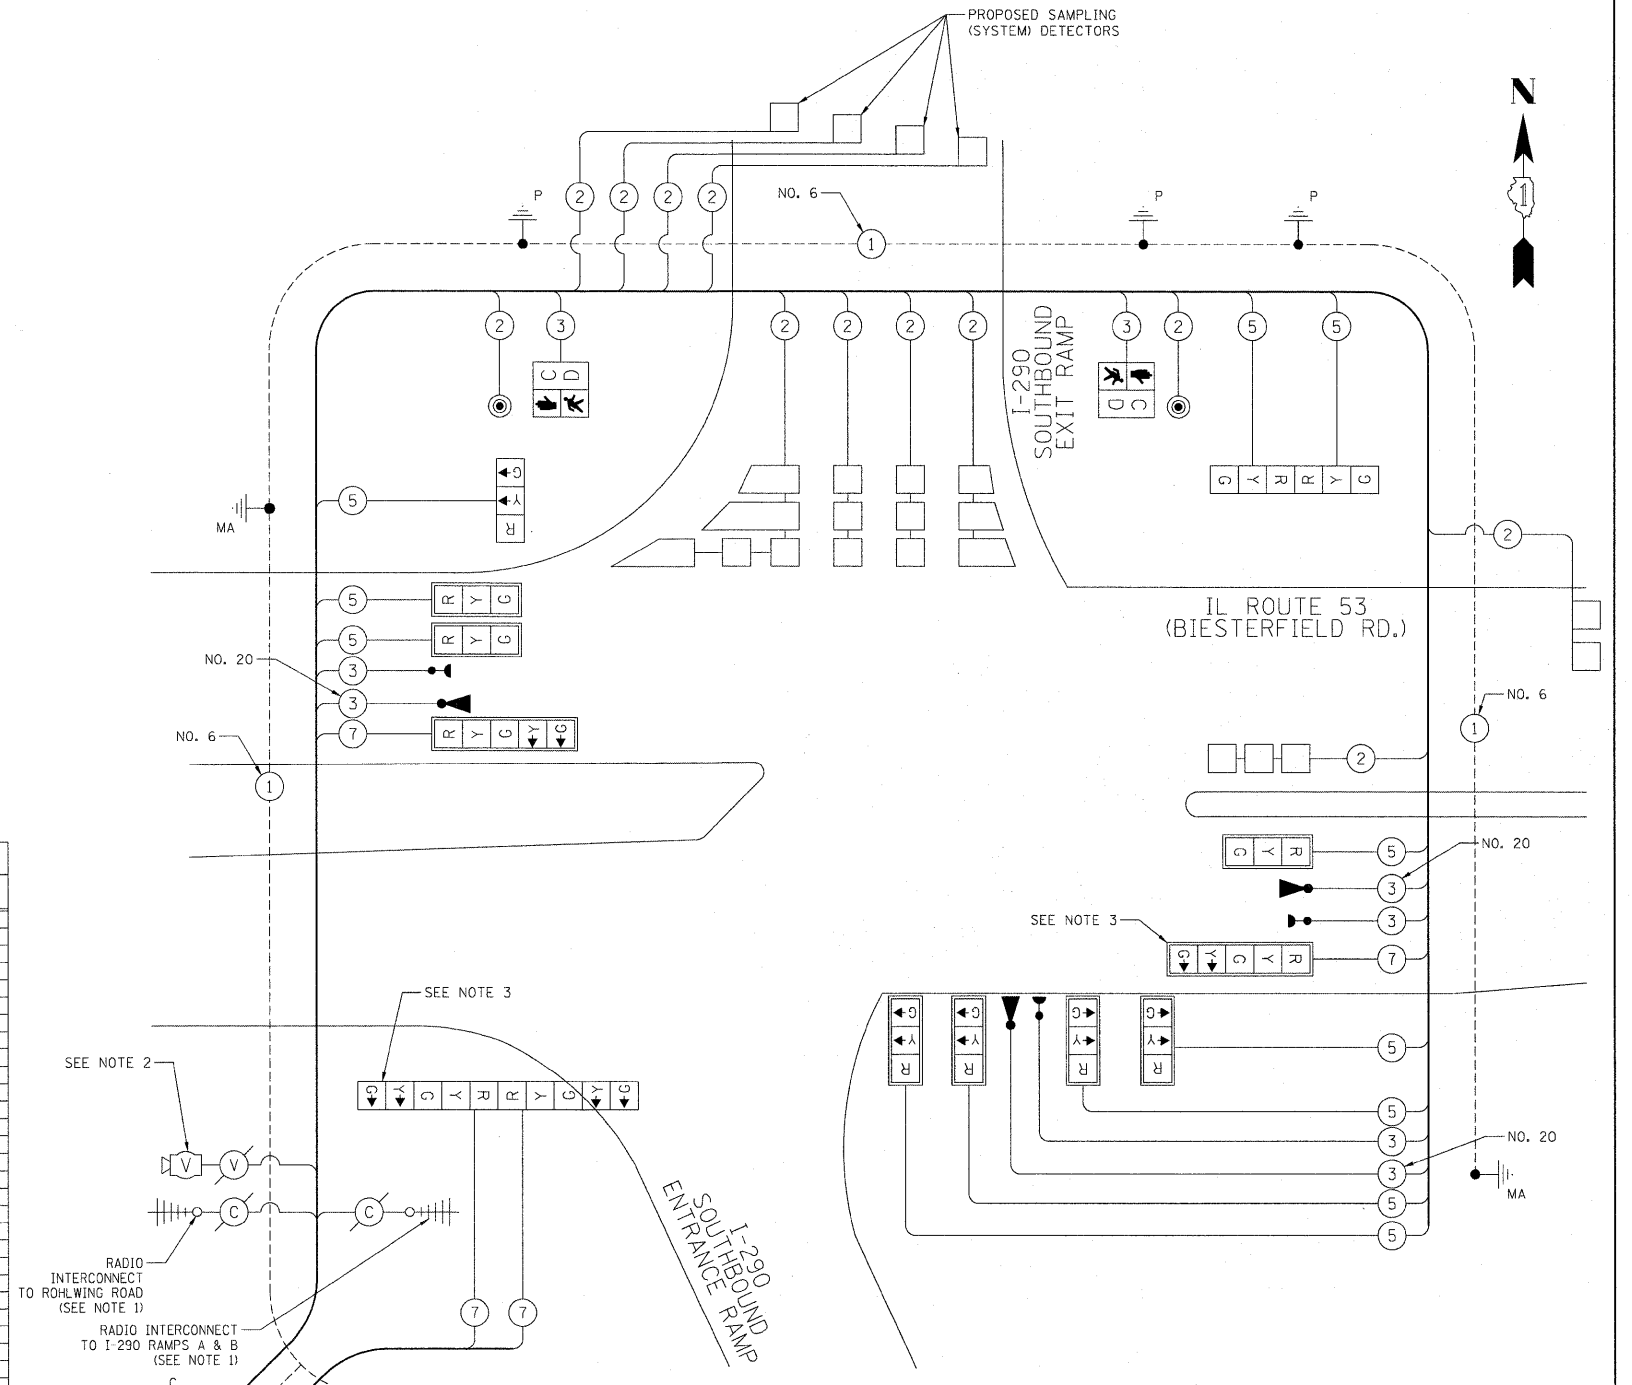 PROPOSED SAMPLING
(SYSTEM) DETECTORS
N
1
2 2 2 2
NO. 6
P
P
P
1
2
3
2
2
2
2
3
2
5
5
C
D
I-290
SOUTHBOUND
EXIT RAMP
D C
G Y R R Y G
G
Y
R
5
MA
2
5
R Y G
IL ROUTE 53
(BIESTERFIELD RD.)
5
R Y G
NO. 20
3
3
NO. 6
7
R Y G Y G
1
NO. 6
1
2
G Y R
5
NO. 20
3
SEE NOTE 3
3
G Y G Y R
7
SEE NOTE 3
G
Y
R
G
Y
R
G
Y
R
G
Y
R
5
SEE NOTE 2
G Y G Y R R Y G Y G
5
3
NO. 20
3
5
5
MA
V V
C C
RADIO
INTERCONNECT
TO ROHLWING ROAD
(SEE NOTE 1)
RADIO INTERCONNECT
TO I-290 RAMPS A & B
(SEE NOTE 1)
7 7
I-290
SOUTHBOUND
ENTRANCE RAMP